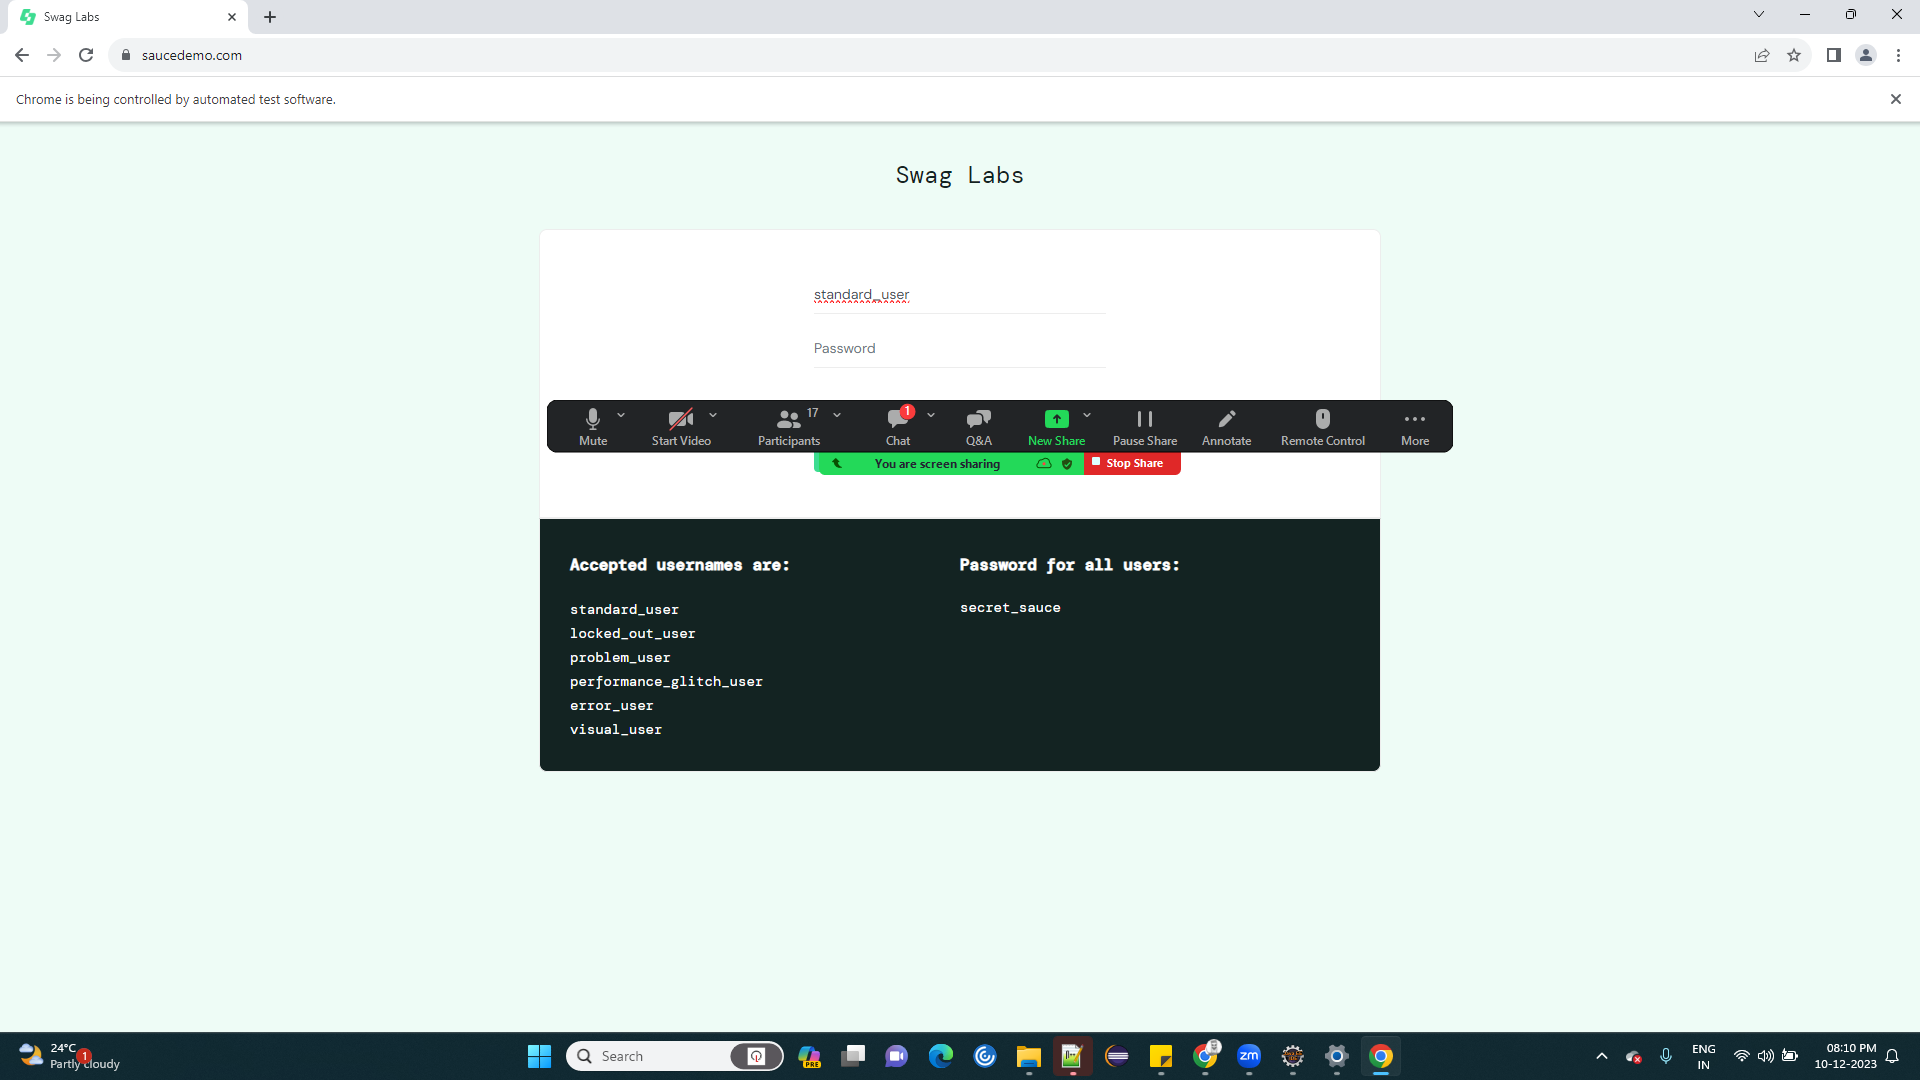 Swag Labs
saucedemo.com
Chrome is being controlled by automated test software.
Swag Labs
standard_user
Password
Mute
Start Video
17
Participants
1
Chat
Q&A
New Share
Pause Share
Annotate
Remote Control
More
You are screen sharing
Stop Share
Accepted usernames are:
standard_user
locked_out_user
problem_user
performance_glitch_user
error_user
visual_user
Password for all users:
secret_sauce
24°C
1
Partly cloudy
Search
PRE
zm
ENG
IN
08:10 PM
10-12-2023